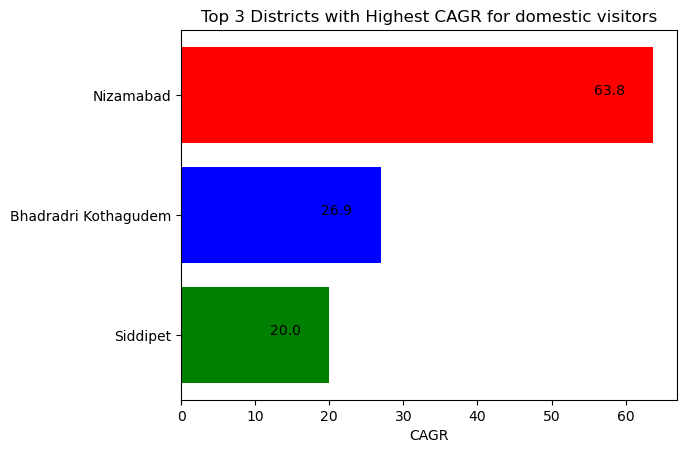 Top 3 Districts with Highest CAGR for domestic visitors
Nizamabad
63.8
Bhadradri Kothagudem
26.9
Siddipet
20.0
0 10 20 30 40 50 60
CAGR